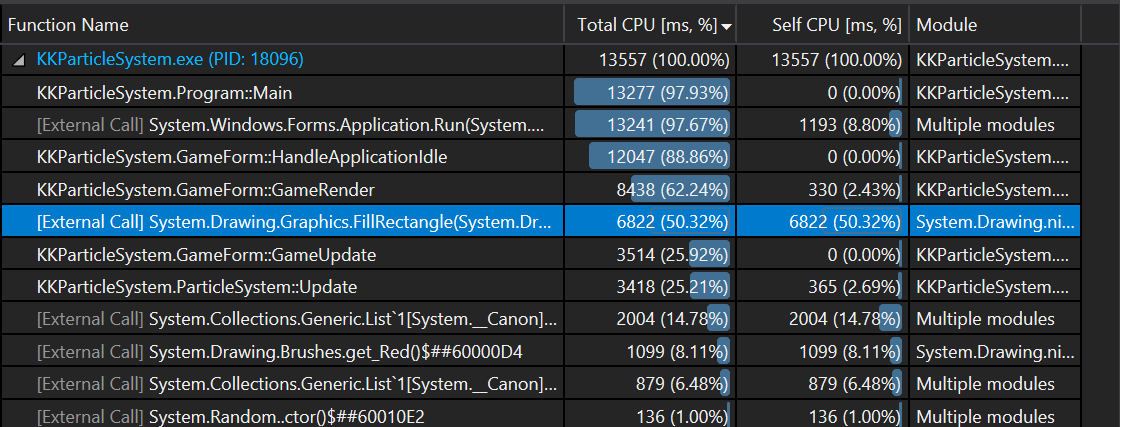 Function Name Total CPU [ms, %] Self CPU [ms, %] Module
KKParticleSystem.exe (PID: 18096) 13557 (100.00%) 13557 (100.00%) KKParticleSystem....
KKParticleSystem.Program::Main 13277 (97.93%) 0 (0.00%) KKParticleSystem....
[External Call] System.Windows.Forms.Application.Run(System.... 13241 (97.67%) 1193 (8.80%) Multiple modules
KKParticleSystem.GameForm::HandleApplicationIdle 12047 (88.86%) 0 (0.00%) KKParticleSystem....
KKParticleSystem.GameForm::GameRender 8438 (62.24%) 330 (2.43%) KKParticleSystem....
[External Call] System.Drawing.Graphics.FillRectangle(System.Dr... 6822 (50.32%) 6822 (50.32%) System.Drawing.ni...
KKParticleSystem.GameForm::GameUpdate 3514 (25.92%) 0 (0.00%) KKParticleSystem....
KKParticleSystem.ParticleSystem::Update 3418 (25.21%) 365 (2.69%) KKParticleSystem....
[External Call] System.Collections.Generic.List`1[System.__Canon]... 2004 (14.78%) 2004 (14.78%) Multiple modules
[External Call] System.Drawing.Brushes.get_Red()$##60000D4 1099 (8.11%) 1099 (8.11%) System.Drawing.ni...
[External Call] System.Collections.Generic.List`1[System.__Canon]... 879 (6.48%) 879 (6.48%) Multiple modules
[External Call] System.Random..ctor()$##60010E2 136 (1.00%) 136 (1.00%) Multiple modules